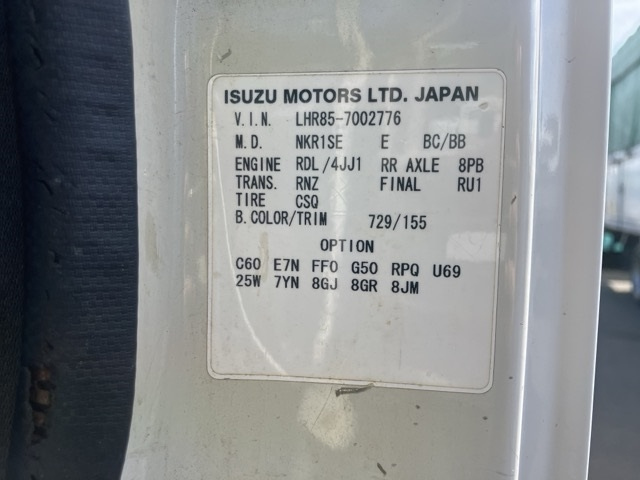 ISUZU MOTORS LTD. JAPAN
V.I.N. LHR85-7002776
M.D. NKR1SE E BC/BB
ENGINE RDL/4JJ1 RR AXLE 8PB
TRANS. RNZ FINAL RU1
TIRE CSQ
B.COLOR/TRIM 729/155
OPTION
C60 E7N FF0 G50 RPQ U69
25W 7YN 8GJ 8GR 8JM